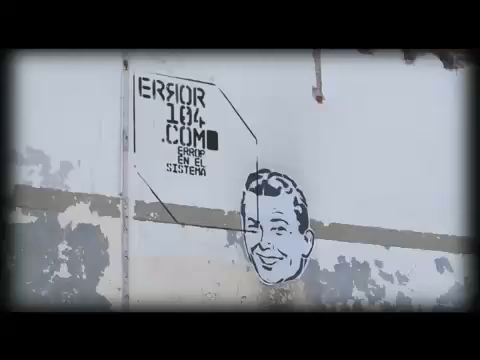 ERROR
104
.COM
ERROR
EN EL
SISTEMA